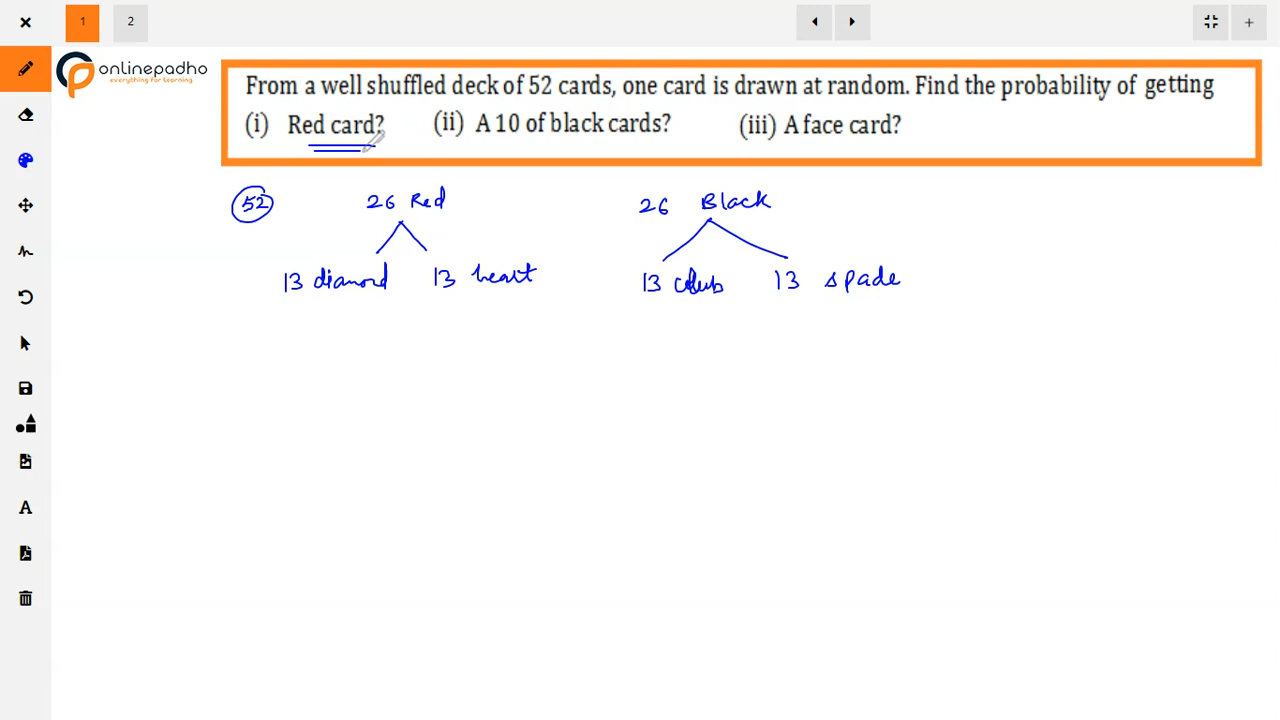 1 2
onlinepadho
everything for learning
From a well shuffled deck of 52 cards, one card is drawn at random. Find the probability of getting
(i) Red card? (ii) A 10 of black cards? (iii) A face card?
52 26 Red 26 Black
13 diamond 13 heart 13 club 13 spade
A